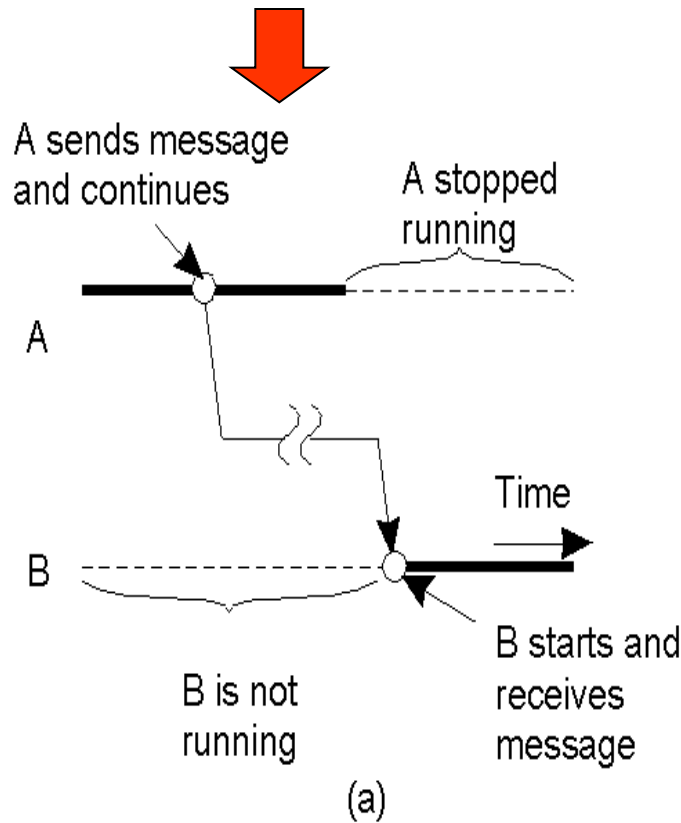 A sends message
and continues
A stopped
running
A
Time
B
B is not
running
B starts and
receives
message
(a)